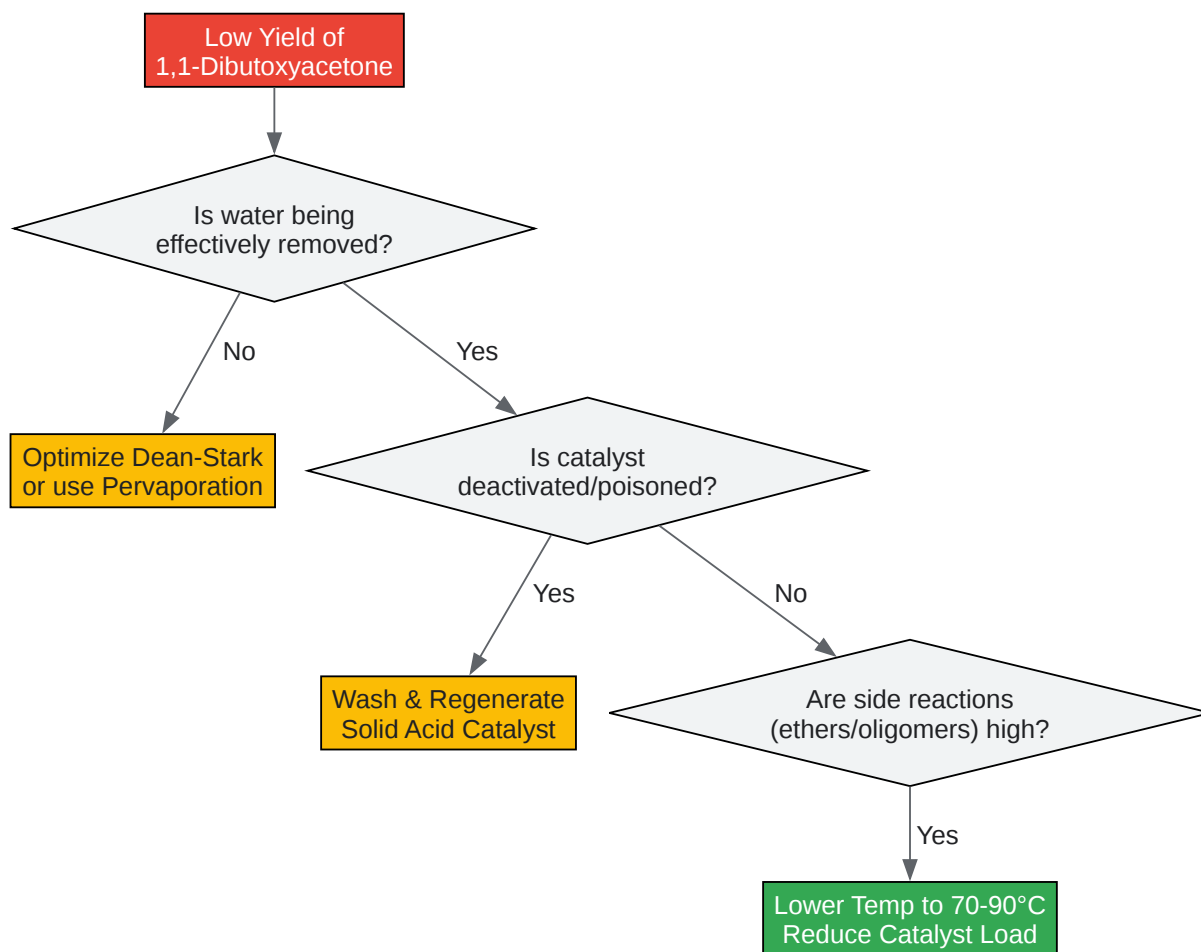 Low Yield of
1,1-Dibutoxyacetone
Is water being
effectively removed?
No
Yes
Optimize Dean-Stark
or use Pervaporation
Is catalyst
deactivated/poisoned?
Yes
No
Wash & Regenerate
Solid Acid Catalyst
Are side reactions
(ethers/oligomers) high?
Yes
Lower Temp to 70-90°C
Reduce Catalyst Load